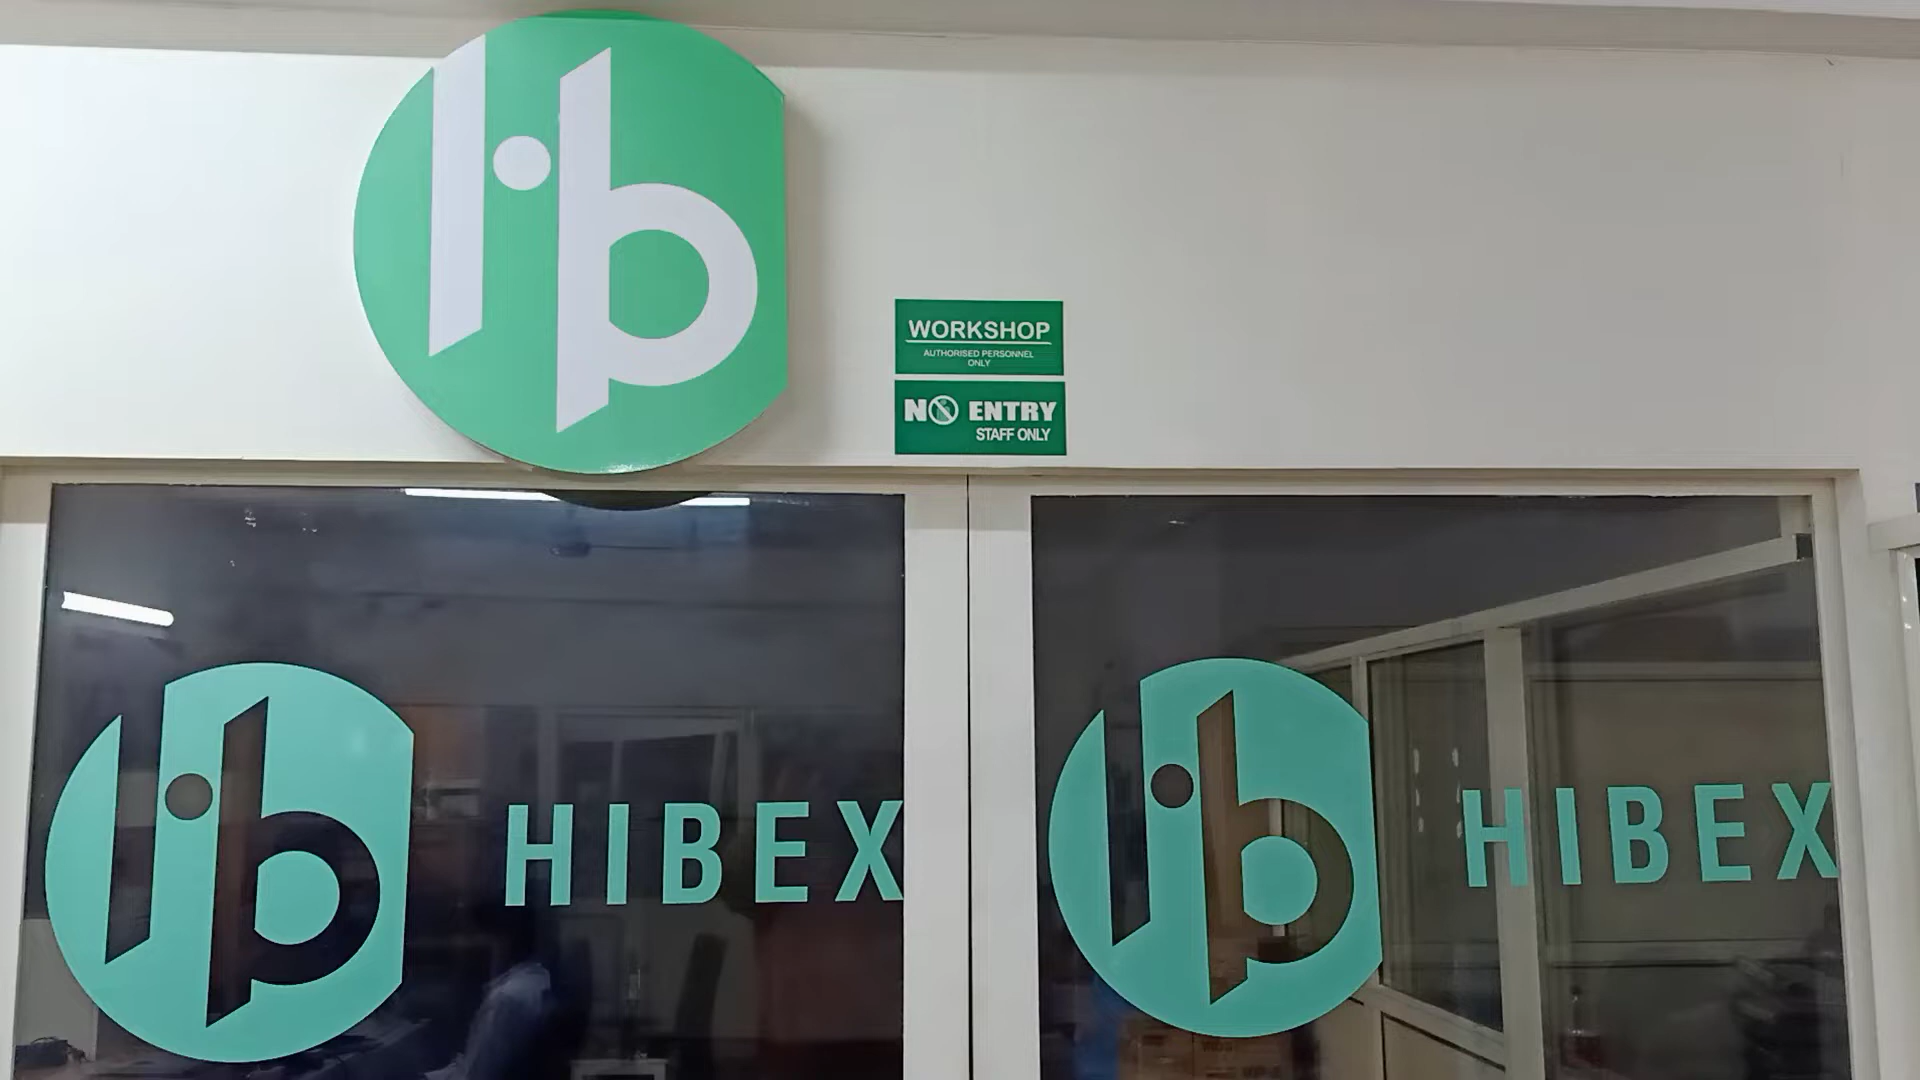 WORKSHOP
AUTHORISED PERSONNEL
ONLY
NO ENTRY
STAFF ONLY
HIBEX
HIBEX